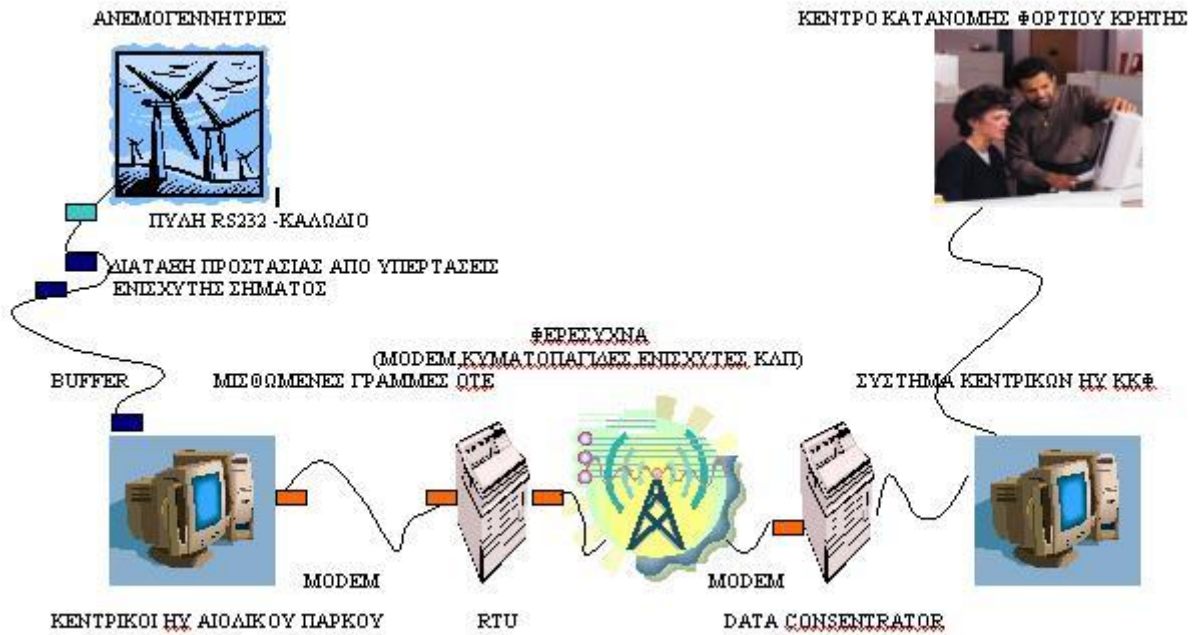 ΑΝΕΜΟΓΕΝΝΗΤΡΙΕΣ
ΚΕΝΤΡΟ ΚΑΤΑΝΟΜΗΣ ΦΟΡΤΙΟΥ ΚΡΗΤΗΣ
ΠΥΛΗ RS232 -ΚΑΛΩΔΙΟ
ΔΙΑΤΑΞΗ ΠΡΟΣΤΑΣΙΑΣ ΑΠΟ ΥΠΕΡΤΑΣΕΙΣ
ΕΝΙΣΧΥΤΗΣ ΣΗΜΑΤΟΣ
ΦΕΡΕΣΥΧΝΑ
(MODEM,ΚΥΜΑΤΟΠΑΓΙΔΕΣ,ΕΝΙΣΧΥΤΕΣ ΚΛΠ)
BUFFER
ΜΙΣΘΩΜΕΝΕΣ ΓΡΑΜΜΕΣ ΟΤΕ
ΣΥΣΤΗΜΑ ΚΕΝΤΡΙΚΩΝ ΗΥ ΚΚΦ
MODEM
MODEM
ΚΕΝΤΡΙΚΟΙ ΗΥ ΑΙΟΛΙΚΟΥ ΠΑΡΚΟΥ
RTU
DATA CONSENTRATOR